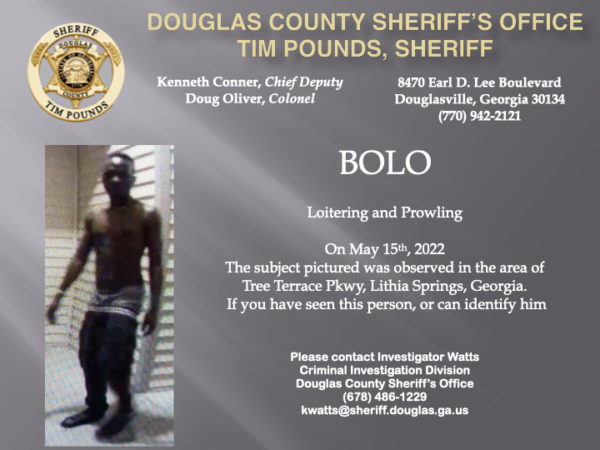 SHERIFF
DOUGLAS
COUNTY
TIM POUNDS
DOUGLAS COUNTY SHERIFF'S OFFICE
TIM POUNDS, SHERIFF
Kenneth Conner, Chief Deputy
Doug Oliver, Colonel
8470 Earl D. Lee Boulevard
Douglasville, Georgia 30134
(770) 942-2121
BOLO
Loitering and Prowling
On May 15th, 2022
The subject pictured was observed in the area of
Tree Terrace Pkwy, Lithia Springs, Georgia.
If you have seen this person, or can identify him
Please contact Investigator Watts
Criminal Investigation Division
Douglas County Sheriff's Office
(678) 486-1229
kwatts@sheriff.douglas.ga.us